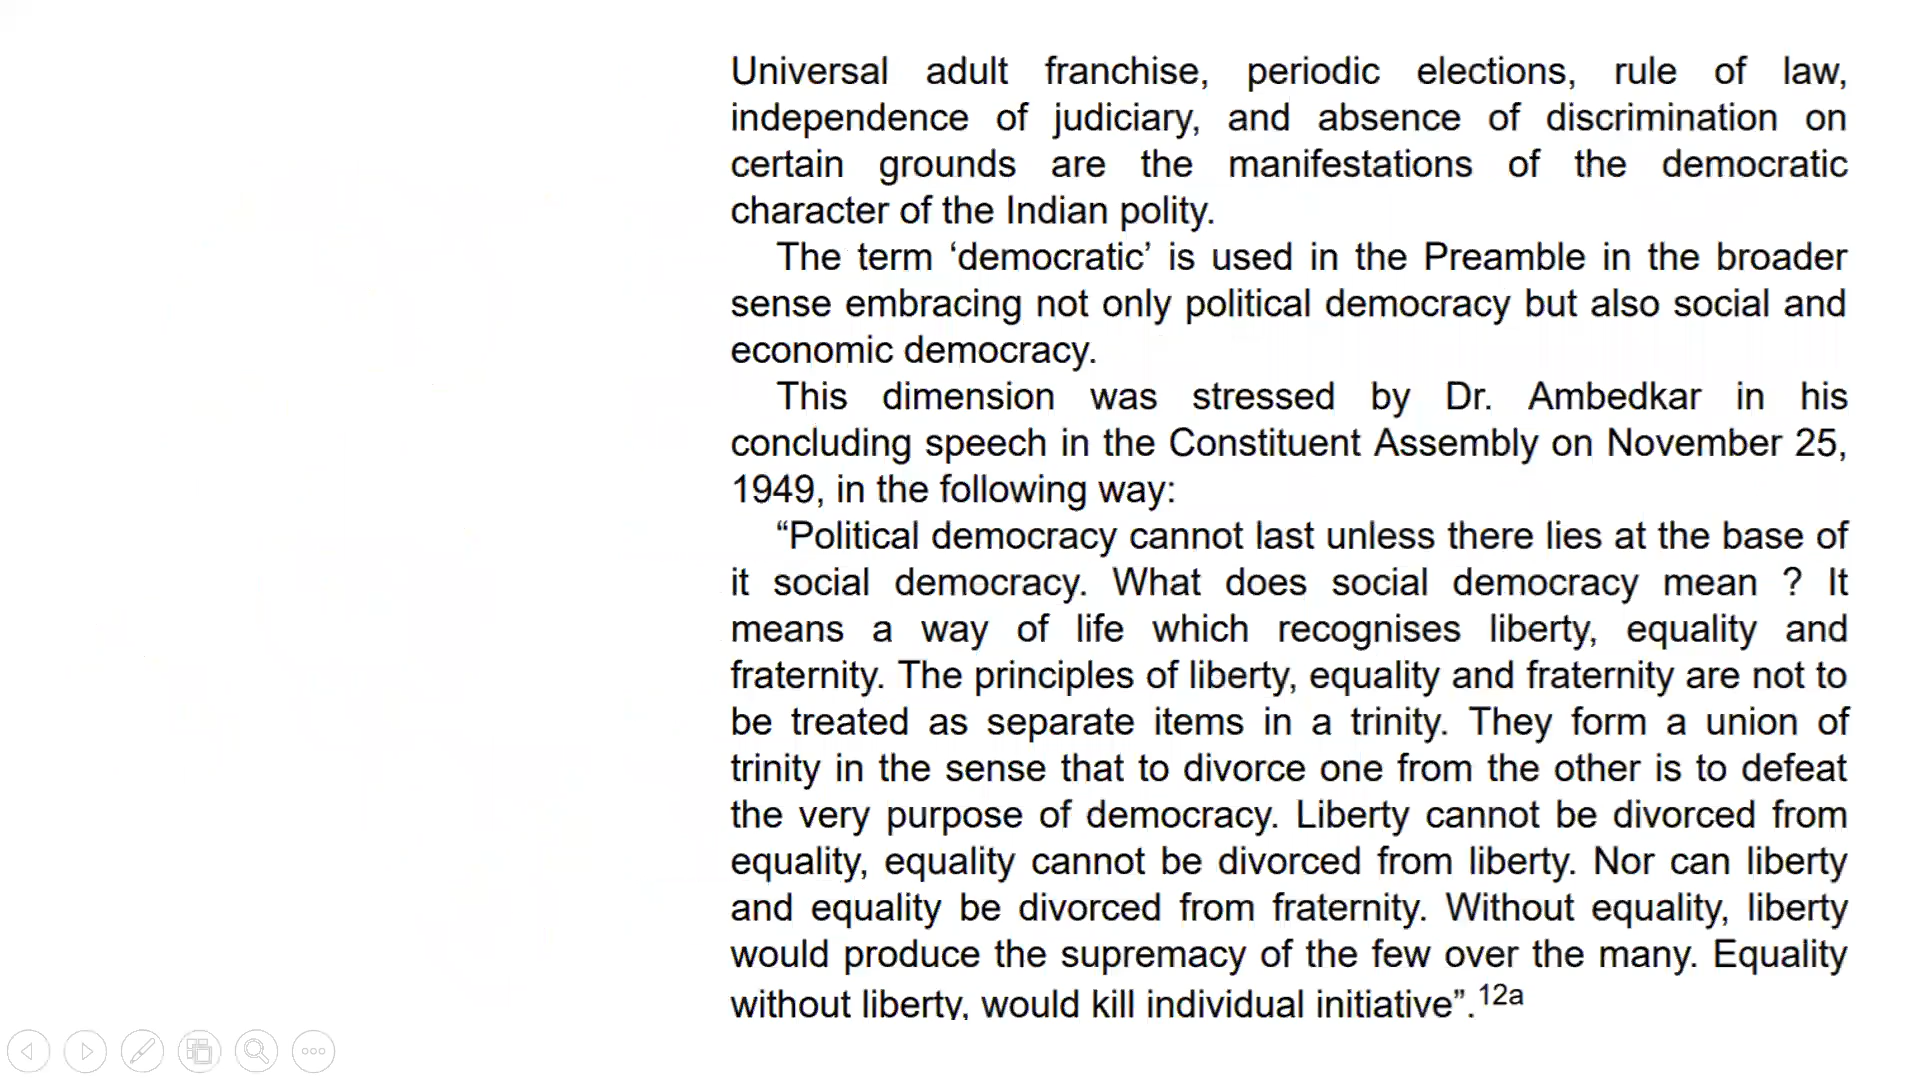 Universal adult franchise, periodic elections, rule of law,
independence of judiciary, and absence of discrimination on
certain grounds are the manifestations of the democratic
character of the Indian polity.
The term ‘democratic’ is used in the Preamble in the broader
sense embracing not only political democracy but also social and
economic democracy.
This dimension was stressed by Dr. Ambedkar in his
concluding speech in the Constituent Assembly on November 25,
1949, in the following way:
“Political democracy cannot last unless there lies at the base of
it social democracy. What does social democracy mean ? It
means a way of life which recognises liberty, equality and
fraternity. The principles of liberty, equality and fraternity are not to
be treated as separate items in a trinity. They form a union of
trinity in the sense that to divorce one from the other is to defeat
the very purpose of democracy. Liberty cannot be divorced from
equality, equality cannot be divorced from liberty. Nor can liberty
and equality be divorced from fraternity. Without equality, liberty
would produce the supremacy of the few over the many. Equality
without liberty, would kill individual initiative”.12a